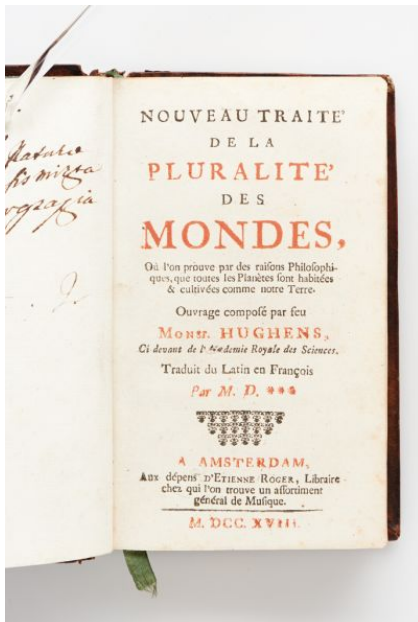 NOUVEAU TRAITE'
DE LA
PLURALITE'
DES
MONDES,
Où l'on prouve par des raisons Philosophi-
ques, que toutes les Planètes sont habitées
& cultivées comme notre Terre.
Ouvrage composé par feu
Monsr. HUGHENS,
Ci devant de l'Academie Royale des Sciences.
Traduit du Latin en François
Par M. D. ***
A AMSTERDAM,
Aux dépens D'ETIENNE ROGER, Libraire
chez qui l'on trouve un assortiment
général de Musique.
M. DCC. XVIII.